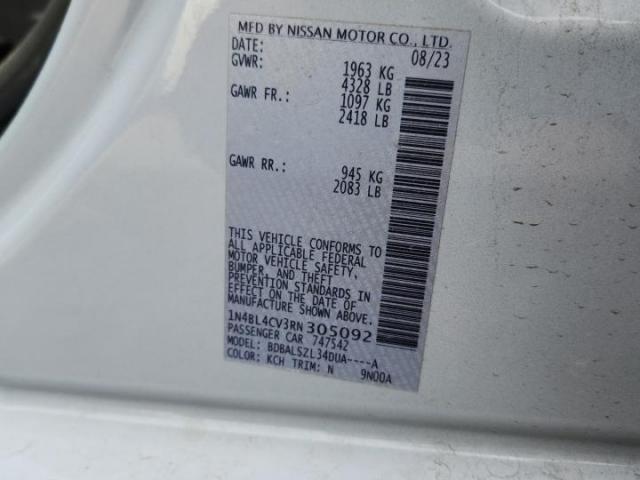 MFD BY NISSAN MOTOR CO., LTD.
DATE: 08/23
GVWR: 1963 KG
4328 LB
GAWR FR.: 1097 KG
2418 LB
GAWR RR.: 945 KG
2083 LB
THIS VEHICLE CONFORMS TO
ALL APPLICABLE FEDERAL
MOTOR VEHICLE SAFETY,
BUMPER, AND THEFT
PREVENTION STANDARDS IN
EFFECT ON THE DATE OF
MANUFACTURE SHOWN ABOVE.
1N4BL4CV3RN305092
PASSENGER CAR 747542
MODEL: BDBALSZL34DUA----A
COLOR: KCH TRIM: N 9N00A